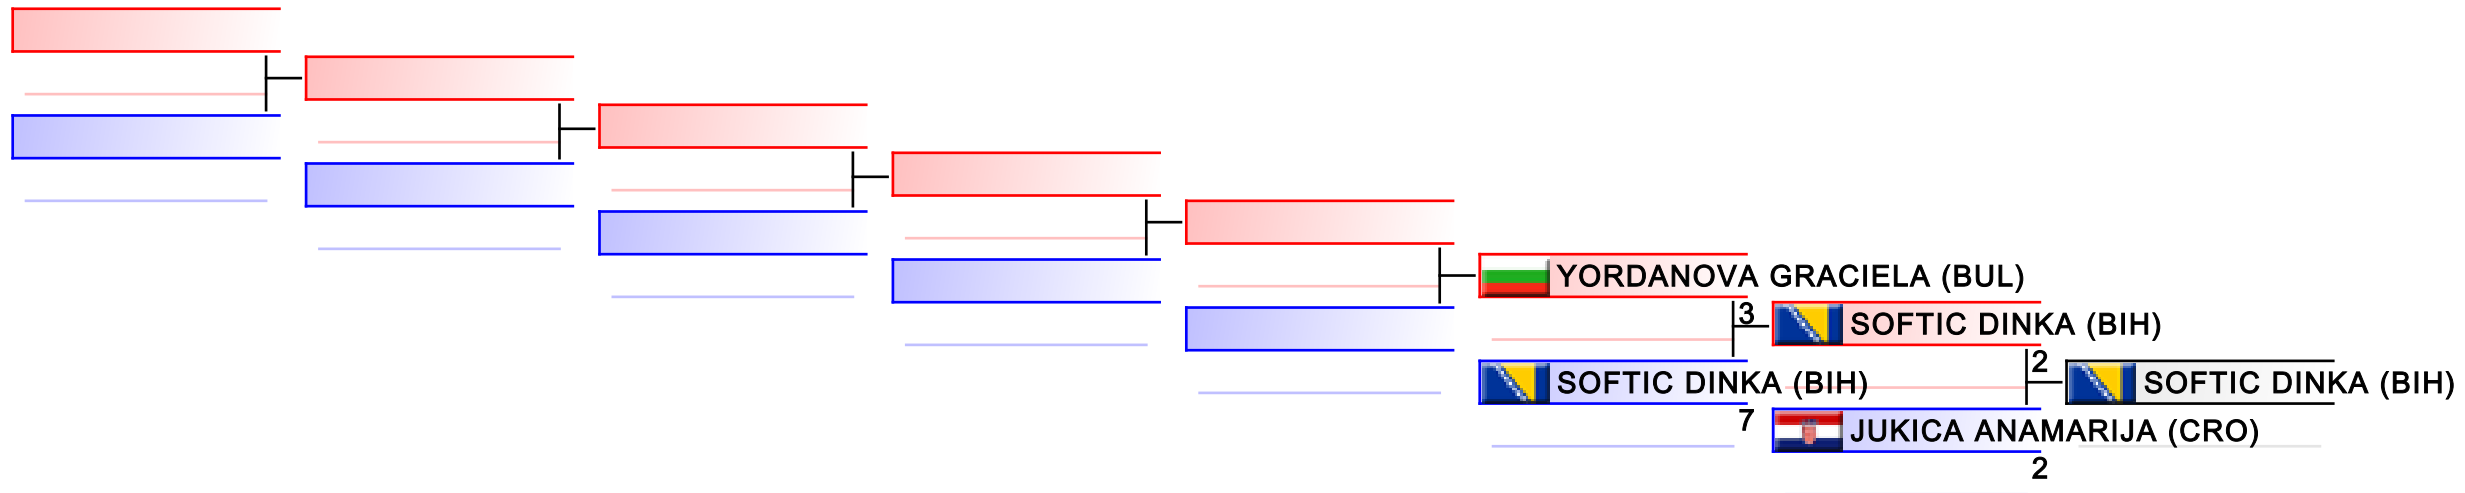 YORDANOVA GRACIELA (BUL)
3
SOFTIC DINKA (BIH)
7
SOFTIC DINKA (BIH)
2
JUKICA ANAMARIJA (CRO)
2
SOFTIC DINKA (BIH)